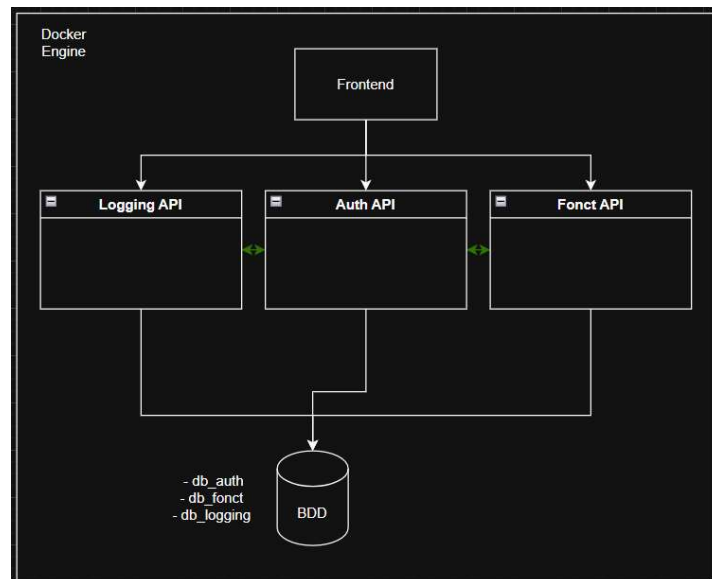 Docker
Engine
Frontend
Logging API
Auth API
Fonct API
- db_auth
- db_fonct
- db_logging
BDD